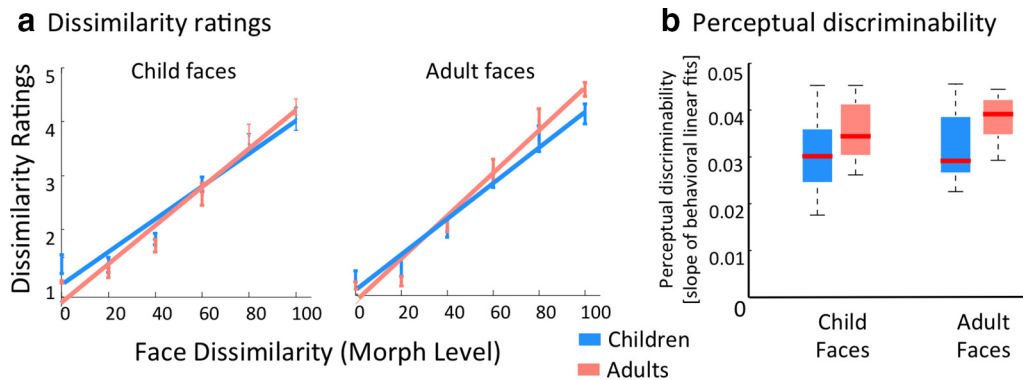 a Dissimilarity ratings
Child faces
Adult faces
Dissimilarity Ratings
5
4
3
2
1
0 20 40 60 80 100
0 20 40 60 80 100
Face Dissimilarity (Morph Level)
Children
Adults
b Perceptual discriminability
Perceptual discriminability
[slope of behavioral linear fits]
0.05
0.04
0.03
0.02
0.01
0
Child
Faces
Adult
Faces